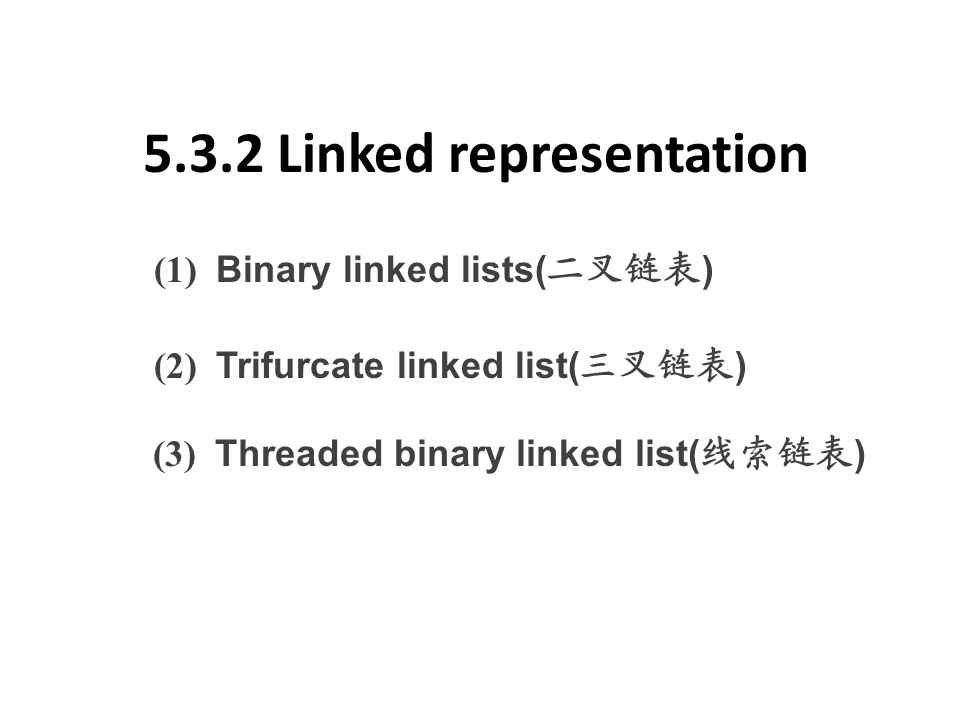 5.3.2 Linked representation
(1) Binary linked lists(二叉链表)
(2) Trifurcate linked list(三叉链表)
(3) Threaded binary linked list(线索链表)